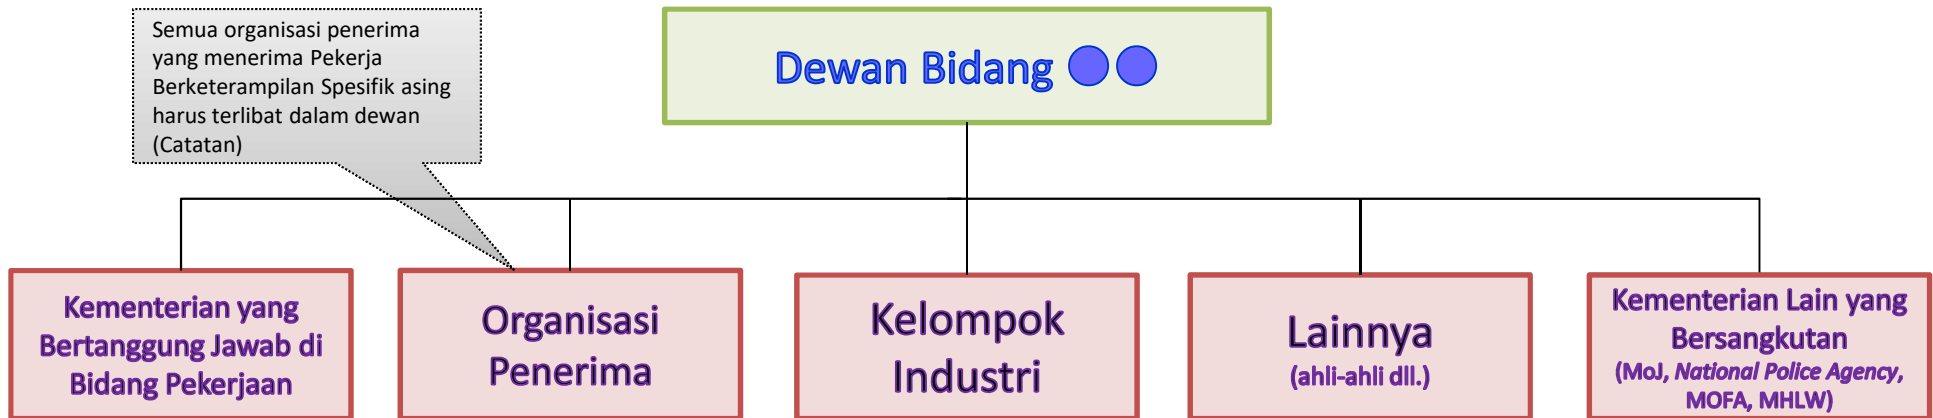 Semua organisasi penerima
yang menerima Pekerja
Berketerampilan Spesifik asing
harus terlibat dalam dewan
(Catatan)
Dewan Bidang ●●
Kementerian yang
Bertanggung Jawab di
Bidang Pekerjaan
Organisasi
Penerima
Kelompok
Industri
Lainnya
(ahli-ahli dll.)
Kementerian Lain yang
Bersangkutan
(MoJ, National Police Agency,
MOFA, MHLW)